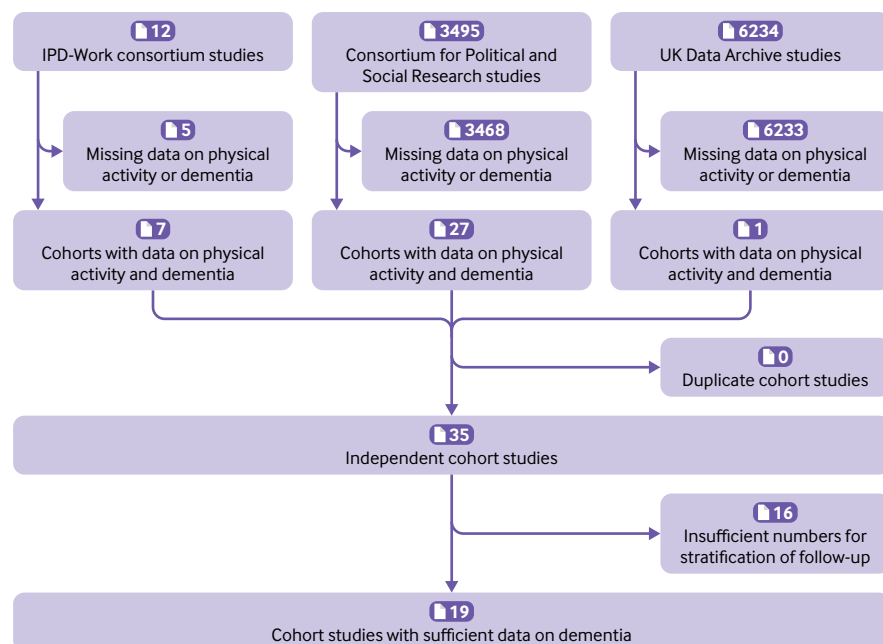 12
IPD-Work consortium studies
3495
Consortium for Political and
Social Research studies
6234
UK Data Archive studies
5
Missing data on physical
activity or dementia
3468
Missing data on physical
activity or dementia
6233
Missing data on physical
activity or dementia
7
Cohorts with data on physical
activity and dementia
27
Cohorts with data on physical
activity and dementia
1
Cohorts with data on physical
activity and dementia
0
Duplicate cohort studies
35
Independent cohort studies
16
Insufficient numbers for
stratification of follow-up
19
Cohort studies with sufficient data on dementia